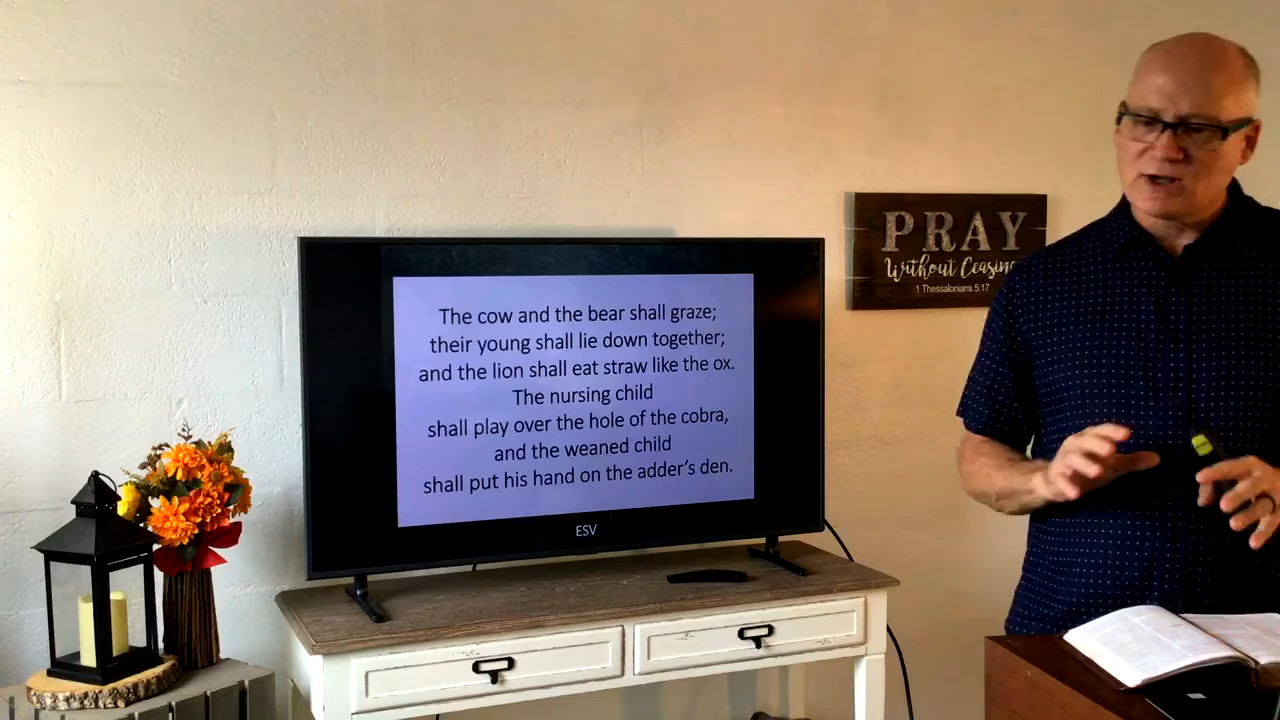 The cow and the bear shall graze;
their young shall lie down together;
and the lion shall eat straw like the ox.
The nursing child
shall play over the hole of the cobra,
and the weaned child
shall put his hand on the adder's den.
ESV
PRAY
Without
1 Thessalonians 5:17